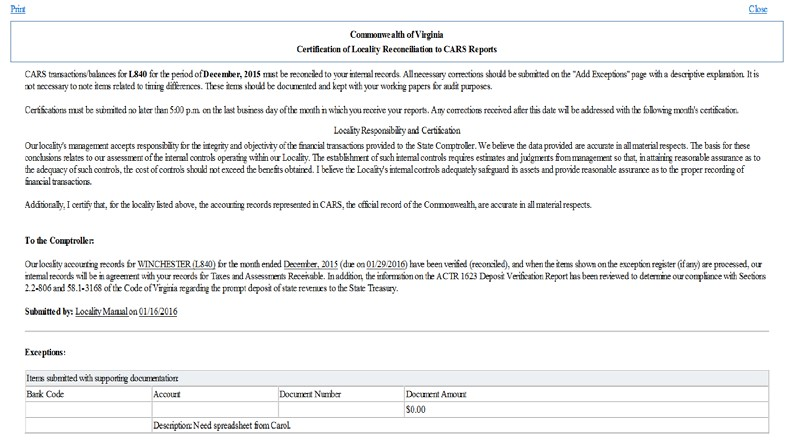 Print Close
Commonwealth of Virginia
Certification of Locality Reconciliation to CARS Reports
CARS transactions/balances for L840 for the period of December, 2015 must be reconciled to your internal records. All necessary corrections should be submitted on the "Add Exceptions" page with a descriptive explanation. It is
not necessary to note items related to timing differences. These items should be documented and kept with your working papers for audit purposes.
Certifications must be submitted no later than 5:00 p.m. on the last business day of the month in which you receive your reports. Any corrections received after this date will be addressed with the following month's certification.
Locality Responsibility and Certification
Our locality's management accepts responsibility for the integrity and objectivity of the financial transactions provided to the State Comptroller. We believe the data provided are accurate in all material respects. The basis for these
conclusions relates to our assessment of the internal controls operating within our Locality. The establishment of such internal controls requires estimates and judgments from management so that, in attaining reasonable assurance as to
the adequacy of such controls, the cost of controls should not exceed the benefits obtained. I believe the Locality's internal controls adequately safeguard its assets and provide reasonable assurance as to the proper recording of
financial transactions.
Additionally, I certify that, for the locality listed above, the accounting records represented in CARS, the official record of the Commonwealth, are accurate in all material respects.
To the Comptroller:
Our locality accounting records for WINCHESTER (L840) for the month ended December, 2015 (due on 01/29/2016) have been verified (reconciled), and when the items shown on the exception register (if any) are processed, our
internal records will be in agreement with your records for Taxes and Assessments Receivable. In addition, the information on the ACTR 1623 Deposit Verification Report has been reviewed to determine our compliance with Sections
2.2-806 and 58.1-3168 of the Code of Virginia regarding the prompt deposit of state revenues to the State Treasury.
Submitted by: Locality Manual on 01/16/2016
Exceptions:
Items submitted with supporting documentation:
Bank Code Account Document Number Document Amount
$0.00
Description: Need spreadsheet from Carol.